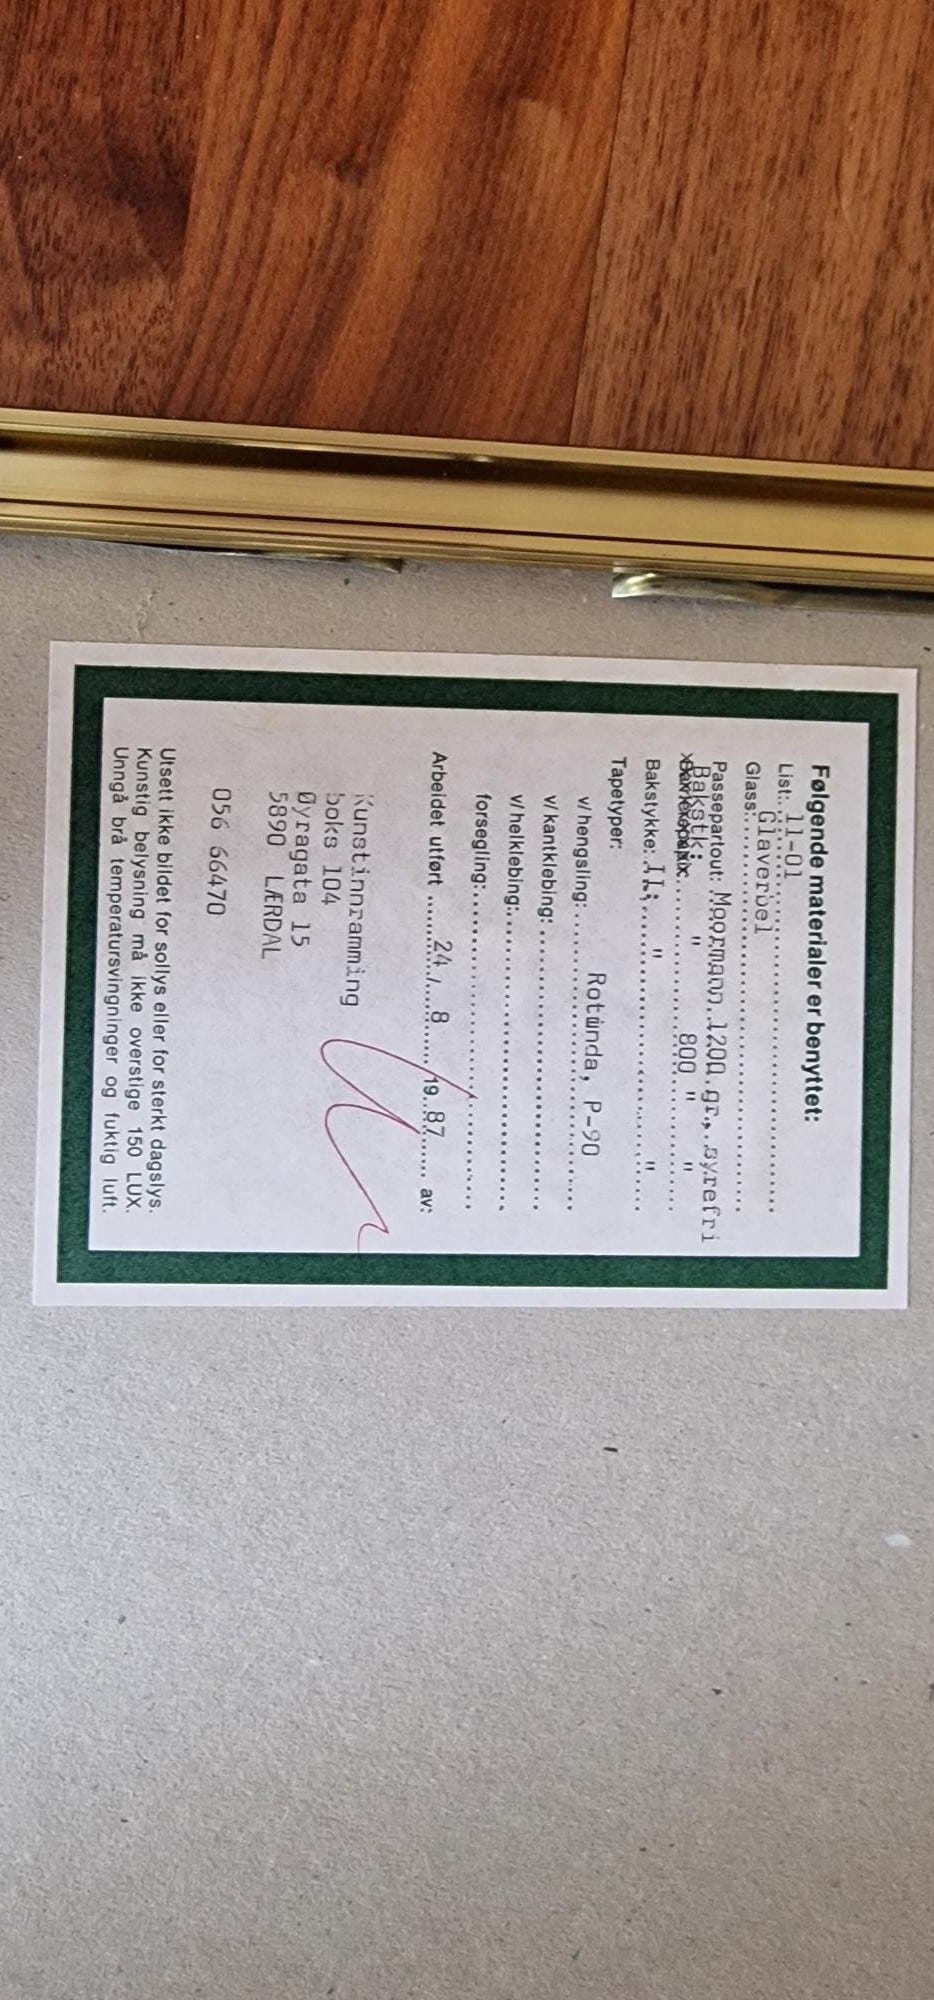 Følgende materialer er benyttet:
List: 11-01
Glass: Glaverbel
Passepartout: Moormann 1200 gr., syrefri
Bakstk: " 800 " "
Bakstykke: II; " "
Tapetyper:
v/hengsling: Rotunda, P-90
v/kantklebing:
v/helklebing:
forsegling:
Arbeidet utført 24 / 8 19 87 av:
Kunstinnramming
boks 104
Øyragata 15
5890 LÆRDAL
056 66470
Utsett ikke bildet for sollys eller for sterkt dagslys.
Kunstig belysning må ikke overstige 150 LUX.
Unngå brå temperatursvingninger og fuktig luft.